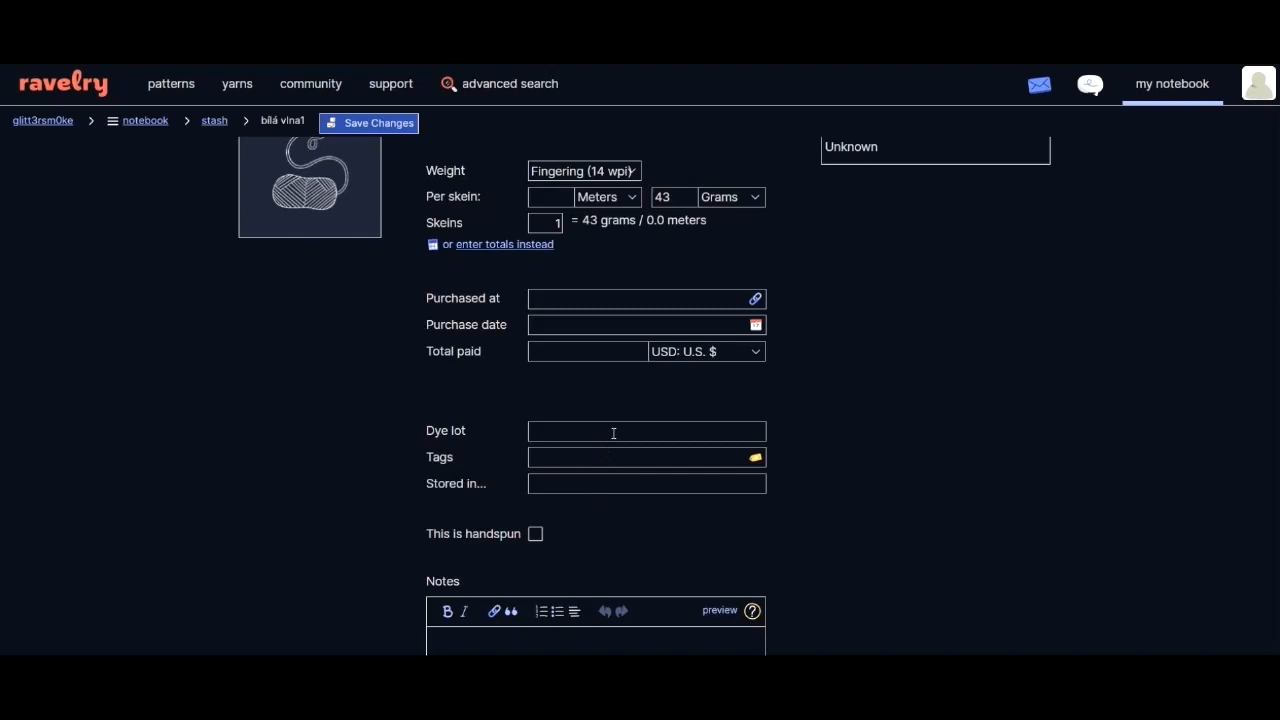 ravelry patterns yarns community support advanced search my notebook
glitt3rsm0ke > notebook > stash > bílá vlna1 Save Changes
Unknown
Weight Fingering (14 wpi)
Per skein: Meters 43 Grams
Skeins 1 = 43 grams / 0.0 meters
or enter totals instead
Purchased at
Purchase date
Total paid USD: U.S. $
Dye lot
Tags
Stored in...
This is handspun
Notes
B I preview ?